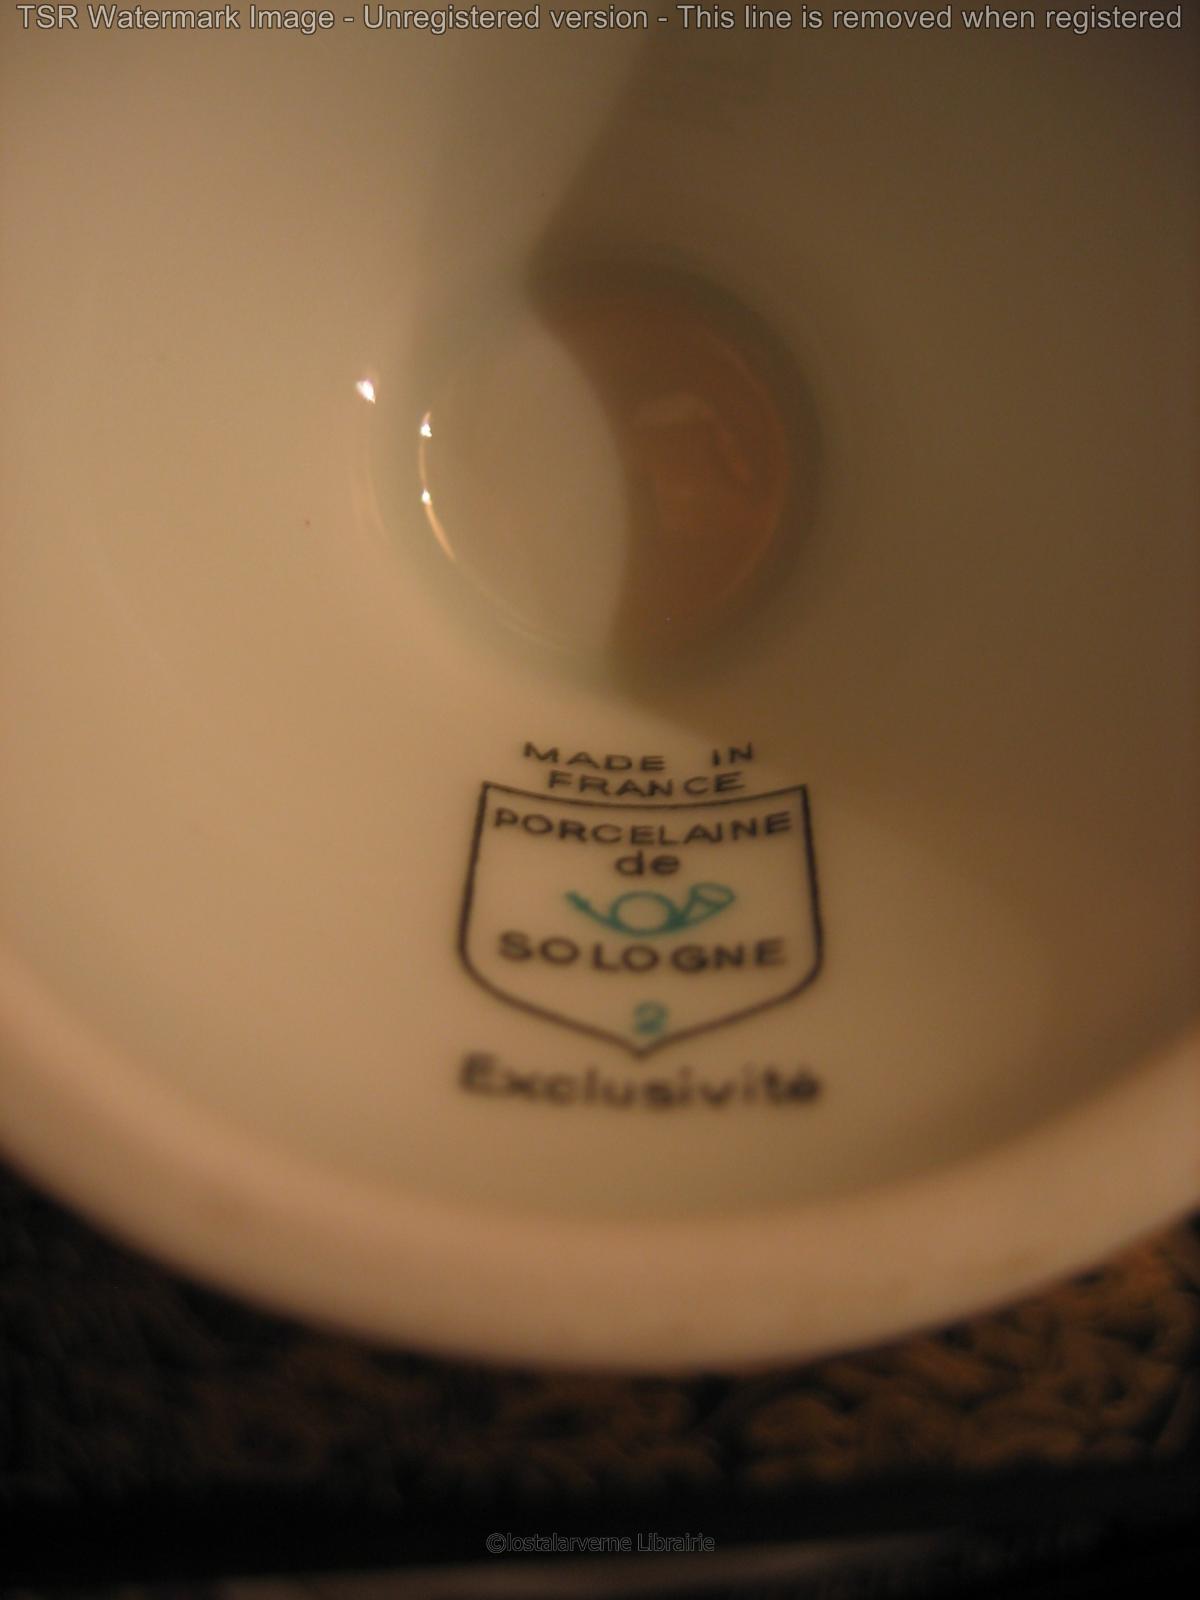 TSR Watermark Image - Unregistered version - This line is removed when registered
MADE IN
FRANCE
PORCELAINE
de
SOLOGNE
2
Exclusivité
©lostalarverne Librairie